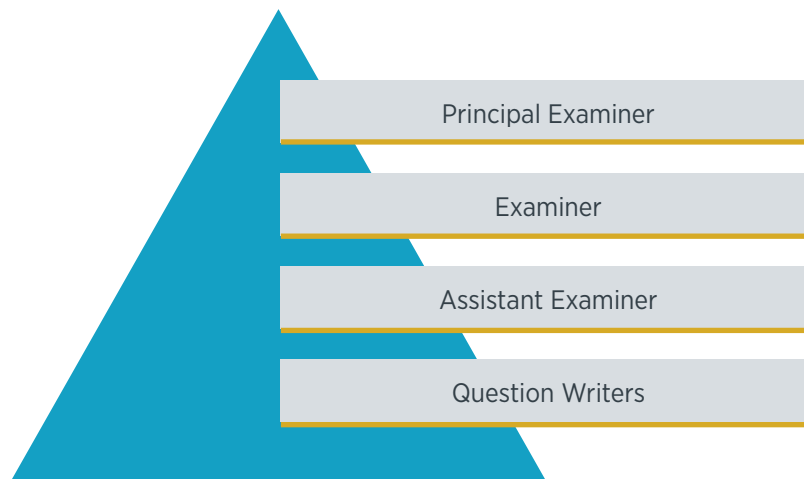 Principal Examiner
Examiner
Assistant Examiner
Question Writers